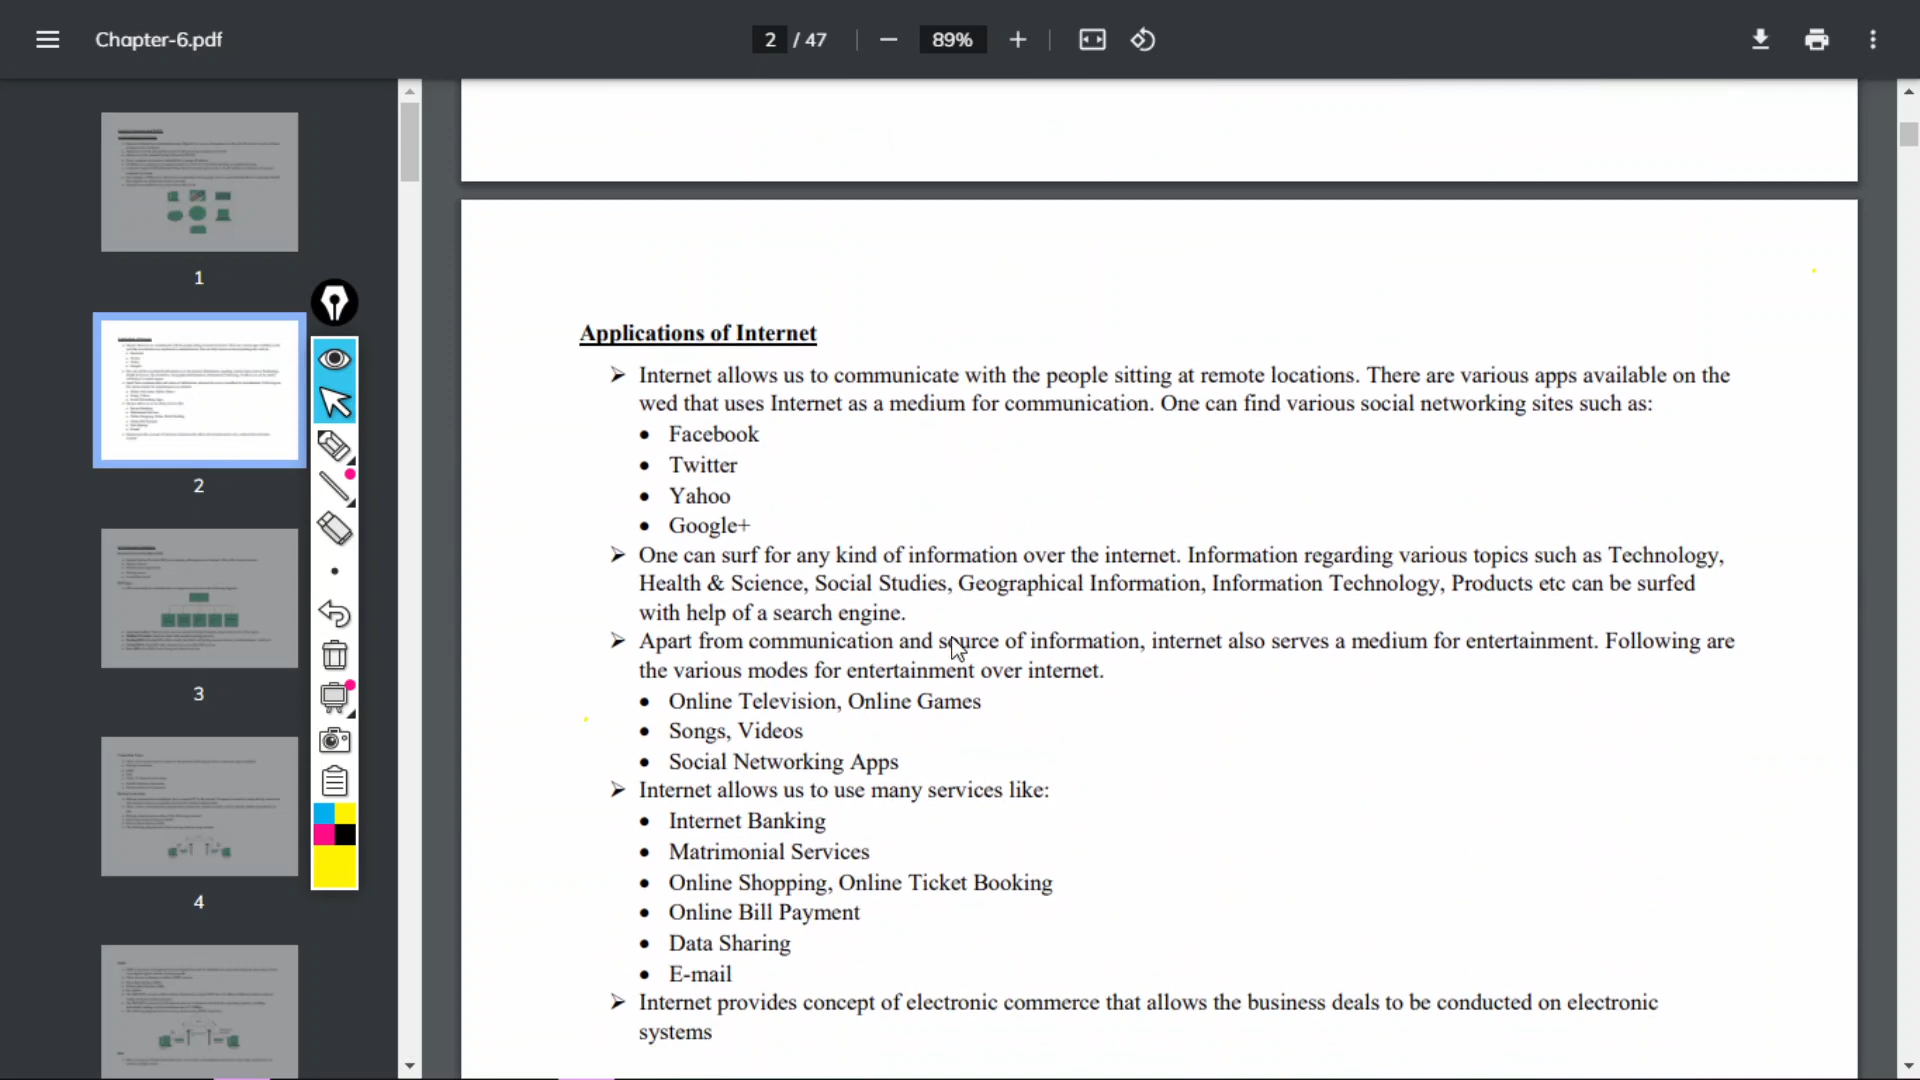 Chapter-6.pdf
2 / 47
89%
1
2
3
4
Applications of Internet
➢ Internet allows us to communicate with the people sitting at remote locations. There are various apps available on the
wed that uses Internet as a medium for communication. One can find various social networking sites such as:
• Facebook
• Twitter
• Yahoo
• Google+
➢ One can surf for any kind of information over the internet. Information regarding various topics such as Technology,
Health & Science, Social Studies, Geographical Information, Information Technology, Products etc can be surfed
with help of a search engine.
➢ Apart from communication and source of information, internet also serves a medium for entertainment. Following are
the various modes for entertainment over internet.
• Online Television, Online Games
• Songs, Videos
• Social Networking Apps
➢ Internet allows us to use many services like:
• Internet Banking
• Matrimonial Services
• Online Shopping, Online Ticket Booking
• Online Bill Payment
• Data Sharing
• E-mail
➢ Internet provides concept of electronic commerce that allows the business deals to be conducted on electronic
systems